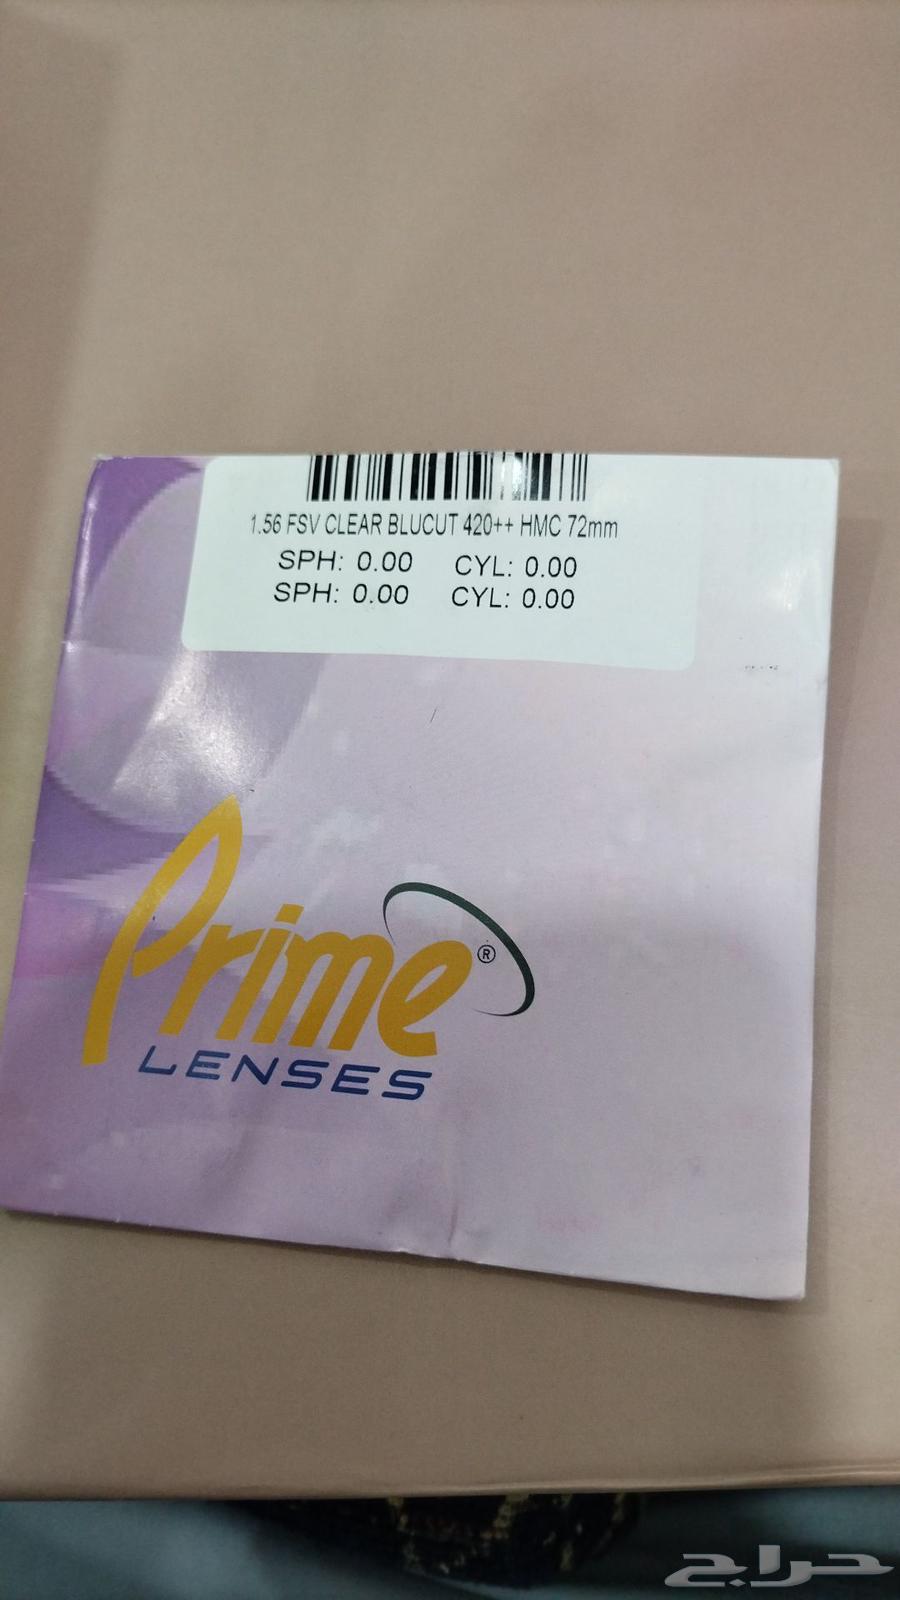 1.56 FSV CLEAR BLUCUT 420++ HMC 72mm
SPH: 0.00 CYL: 0.00
SPH: 0.00 CYL: 0.00
Prime®
LENSES
حراج